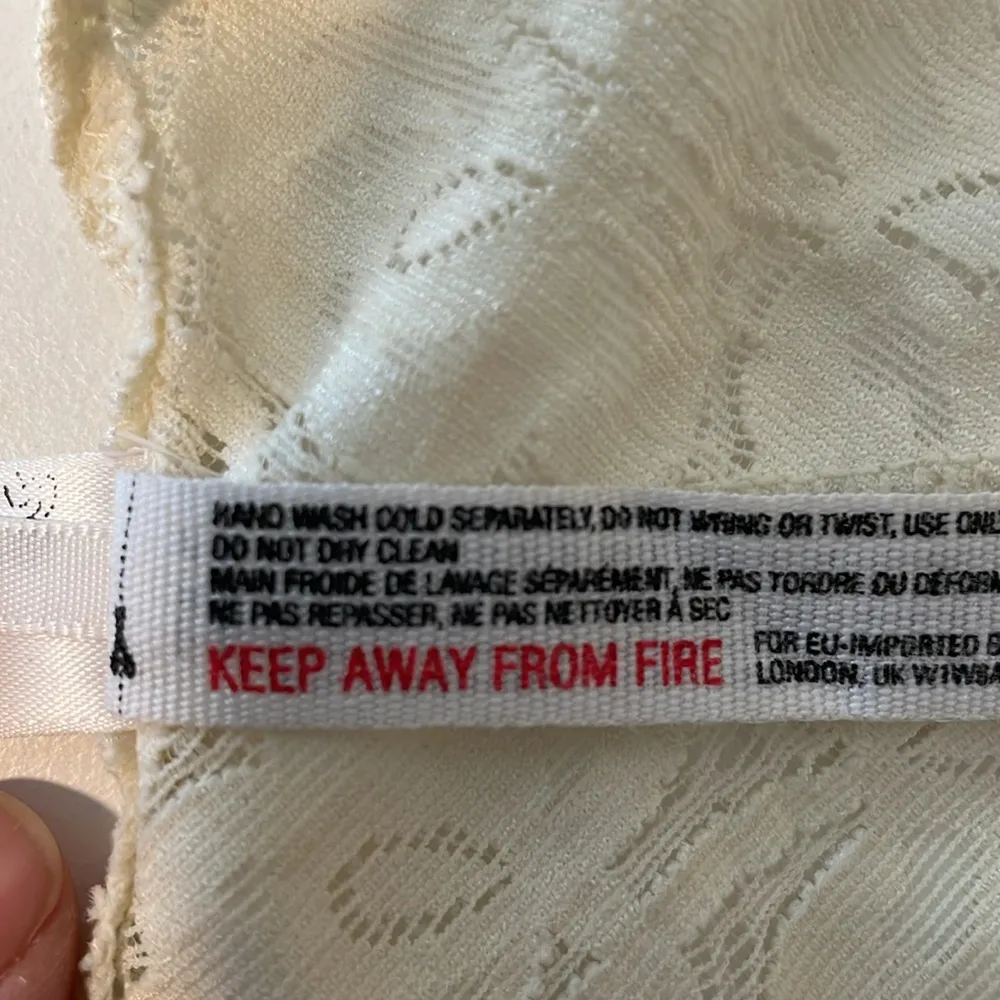 HAND WASH COLD SEPARATELY, DO NOT WRING OR TWIST, USE
DO NOT DRY CLEAN
MAIN FROIDE DE LAVAGE SÉPARÉMENT, NE PAS TORDRE OU
NE PAS REPASSER, NE PAS NETTOYER À SEC
KEEP AWAY FROM FIRE
FOR EU-IMPORTED
LONDON, UK